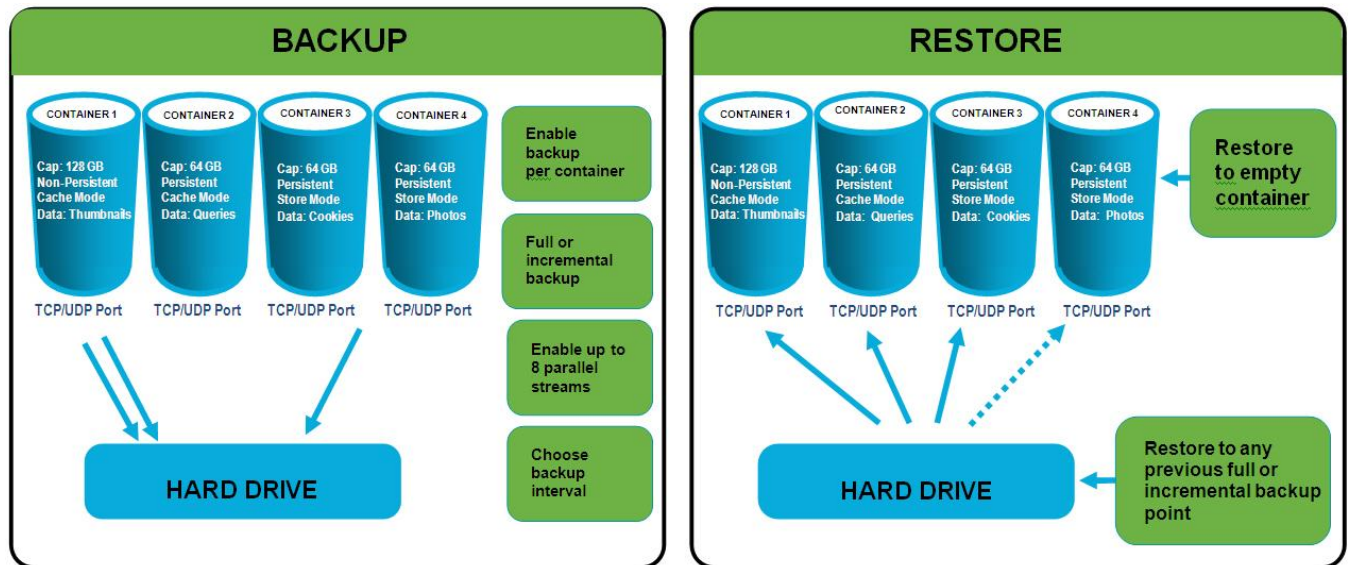 BACKUP
CONTAINER 1
Cap: 128 GB
Non-Persistent
Cache Mode
Data: Thumbnails
TCP/UDP Port
CONTAINER 2
Cap: 64 GB
Persistent
Cache Mode
Data: Queries
TCP/UDP Port
CONTAINER 3
Cap: 64 GB
Persistent
Store Mode
Data: Cookies
TCP/UDP Port
CONTAINER 4
Cap: 64 GB
Persistent
Store Mode
Data: Photos
TCP/UDP Port
Enable
backup
per container
Full or
incremental
backup
Enable up to
8 parallel
streams
Choose
backup
interval
HARD DRIVE
RESTORE
CONTAINER 1
Cap: 128 GB
Non-Persistent
Cache Mode
Data: Thumbnails
TCP/UDP Port
CONTAINER 2
Cap: 64 GB
Persistent
Cache Mode
Data: Queries
TCP/UDP Port
CONTAINER 3
Cap: 64 GB
Persistent
Store Mode
Data: Cookies
TCP/UDP Port
CONTAINER 4
Cap: 64 GB
Persistent
Store Mode
Data: Photos
TCP/UDP Port
Restore
to empty
container
HARD DRIVE
Restore to any
previous full or
incremental backup
point